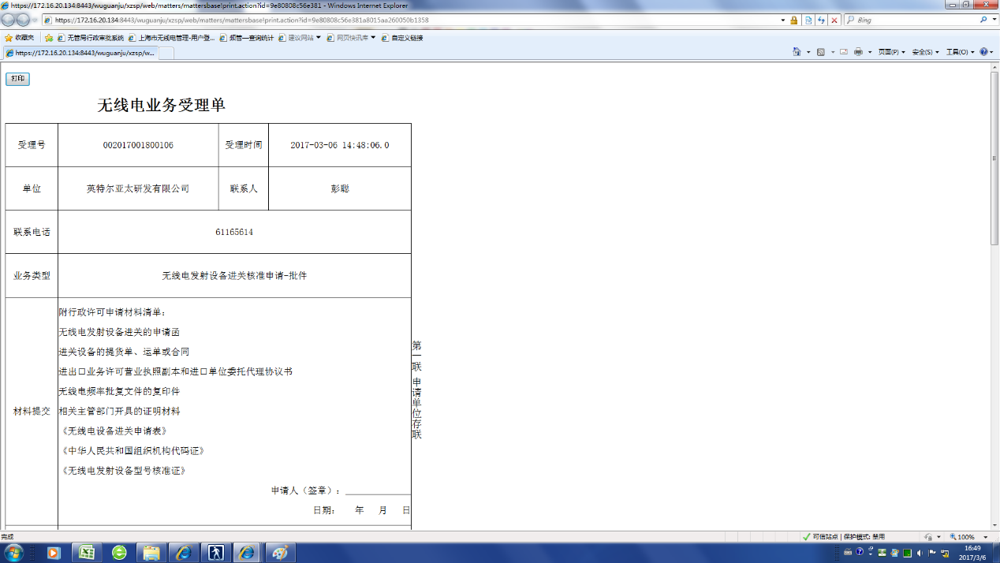 https://172.16.20.134:8443/wuguanju/xzsp/web/mattersbase!print.action?id=9e80808c56e381 - Windows Internet Explorer
https://172.16.20.134:8443/wuguanju/xzsp/web/matters/mattersbase!print.action?id=9e80808c56e381a8015aa260050b1358
Bing
收藏夹 无管局行政审批系统 上海市无线电管理-用户登... 频管一查询统计 建议网站 网页快讯库 自定义链接
https://172.16.20.134:8443/wuguanju/xzsp/w...
页面(P) 安全(S) 工具(O)
打印
无线电业务受理单
受理号 002017001800106 受理时间 2017-03-06 14:48:06.0
单位 英特尔亚太研发有限公司 联系人 彭聪
联系电话 61165614
业务类型 无线电发射设备进关核准申请-批件
材料提交
附行政许可申请材料清单:
无线电发射设备进关的申请函
进关设备的提货单、运单或合同
进出口业务许可营业执照副本和进口单位委托代理协议书
无线电频率批复文件的复印件
相关主管部门开具的证明材料
《无线电设备进关申请表》
《中华人民共和国组织机构代码证》
《无线电发射设备型号核准证》
申请人（签章）：
日期: 年 月 日
第一联 申请单位存联
完成
可信站点 | 保护模式: 禁用
100%
16:49
2017/3/6